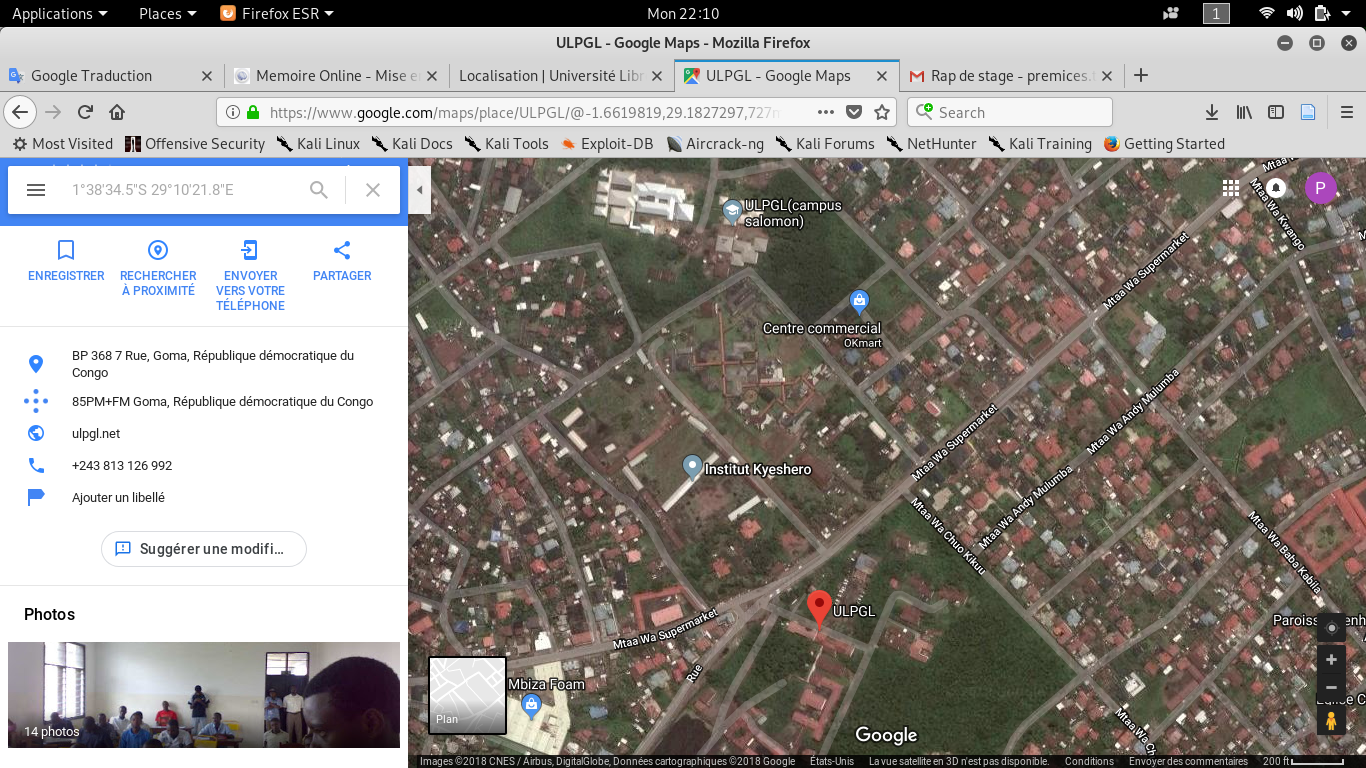 Applications Places Firefox ESR Mon 22:10 1
ULPGL - Google Maps - Mozilla Firefox
Google Traduction Memoire Online - Mise e Localisation | Université Libr ULPGL - Google Maps Rap de stage - premices.
https://www.google.com/maps/place/ULPGL/@-1.6619819,29.1827297,727m Search
Most Visited Offensive Security Kali Linux Kali Docs Kali Tools Exploit-DB Aircrack-ng Kali Forums NetHunter Kali Training Getting Started
1°38'34.5"S 29°10'21.8"E
ENREGISTRER
RECHERCHER
À PROXIMITÉ
ENVOYER
VERS VOTRE
TÉLÉPHONE
PARTAGER
BP 368 7 Rue, Goma, République démocratique du
Congo
85PM+FM Goma, République démocratique du Congo
ulpgl.net
+243 813 126 992
Ajouter un libellé
Suggérer une modifi...
Photos
14 photos
P
Mtaa Wa Kwango
ULPGL(campus
salomon)
Mtaa Wa Supermarket
Centre commercial
OKmart
Mtaa Wa Andy Mulumba
Mtaa Wa Supermarket
Institut Kyeshero
Mtaa Wa Andy Mulumba
Mtaa Wa Chuo Kikuu
Mtaa Wa Baba Kabila
ULPGL
Mtaa Wa Supermarket
Rue
Mbiza Foam
Plan
Mtaa Wa Ch
Google
Images ©2018 CNES / Airbus, DigitalGlobe, Données cartographiques ©2018 Google États-Unis La vue satellite en 3D n'est pas disponible. Conditions Envoyer des commentaires 200 ft